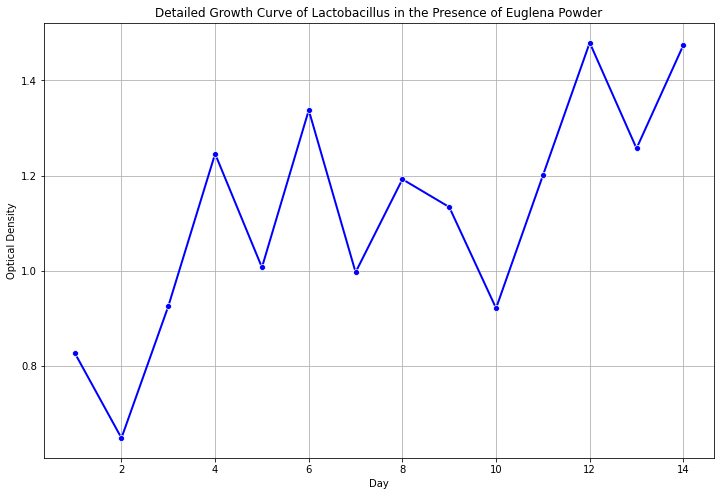 Detailed Growth Curve of Lactobacillus in the Presence of Euglena Powder
1.4
1.2
1.0
0.8
Optical Density
2 4 6 8 10 12 14
Day